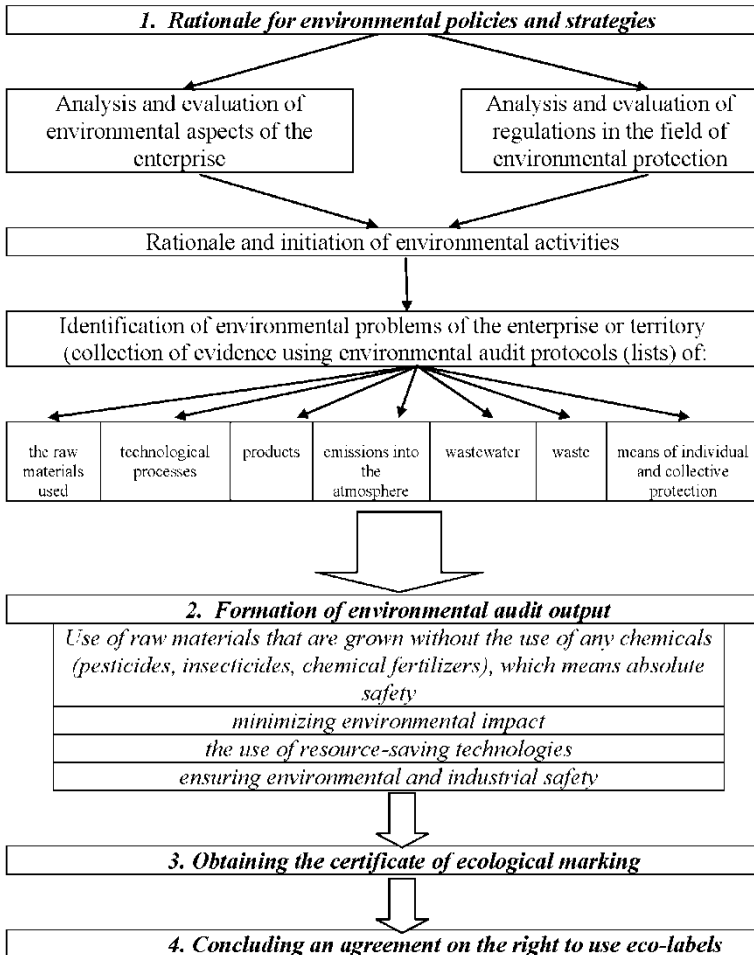 1. Rationale for environmental policies and strategies
Analysis and evaluation of
environmental aspects of the
enterprise
Analysis and evaluation of
regulations in the field of
environmental protection
Rationale and initiation of environmental activities
Identification of environmental problems of the enterprise or territory
(collection of evidence using environmental audit protocols (lists) of:
the raw
materials
used
technological
processes
products
emissions into
the
atmosphere
wastewater
waste
means of individual
and collective
protection
2. Formation of environmental audit output
Use of raw materials that are grown without the use of any chemicals
(pesticides, insecticides, chemical fertilizers), which means absolute
safety
minimizing environmental impact
the use of resource-saving technologies
ensuring environmental and industrial safety
3. Obtaining the certificate of ecological marking
4. Concluding an agreement on the right to use eco-labels